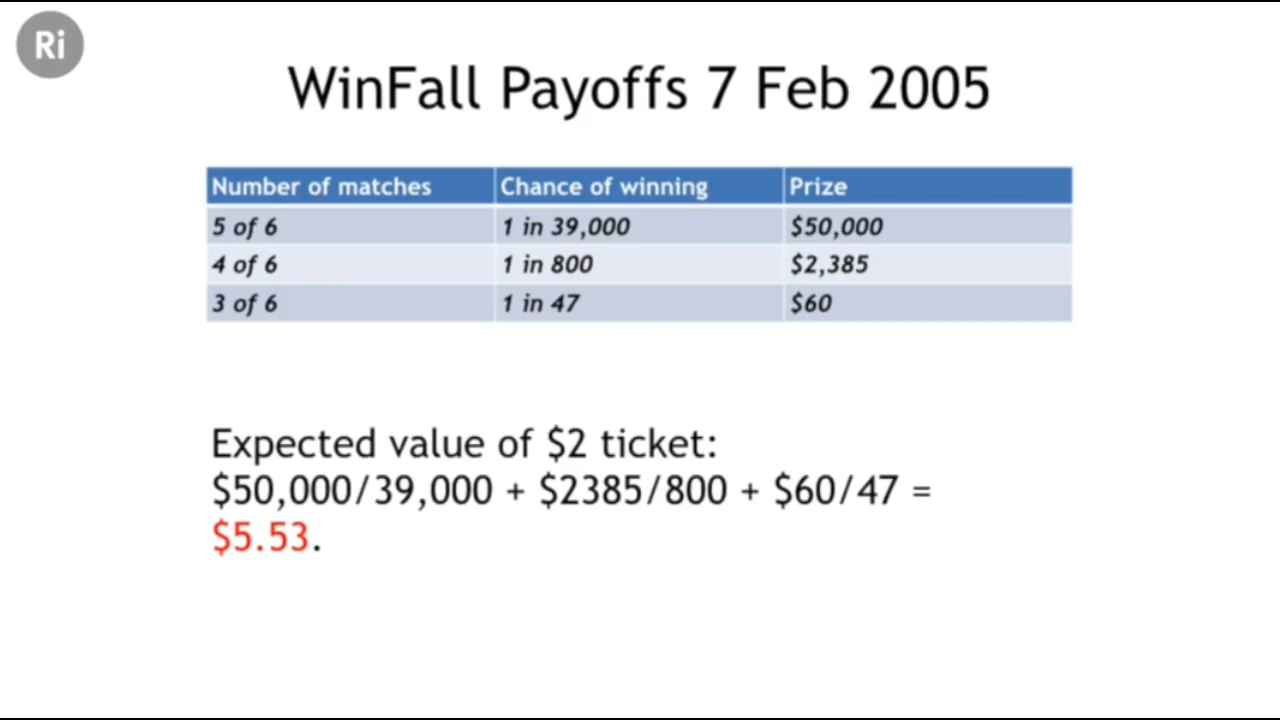 Ri
WinFall Payoffs 7 Feb 2005
Number of matches Chance of winning Prize
5 of 6 1 in 39,000 $50,000
4 of 6 1 in 800 $2,385
3 of 6 1 in 47 $60
Expected value of $2 ticket:
$50,000/39,000 + $2385/800 + $60/47 =
$5.53.